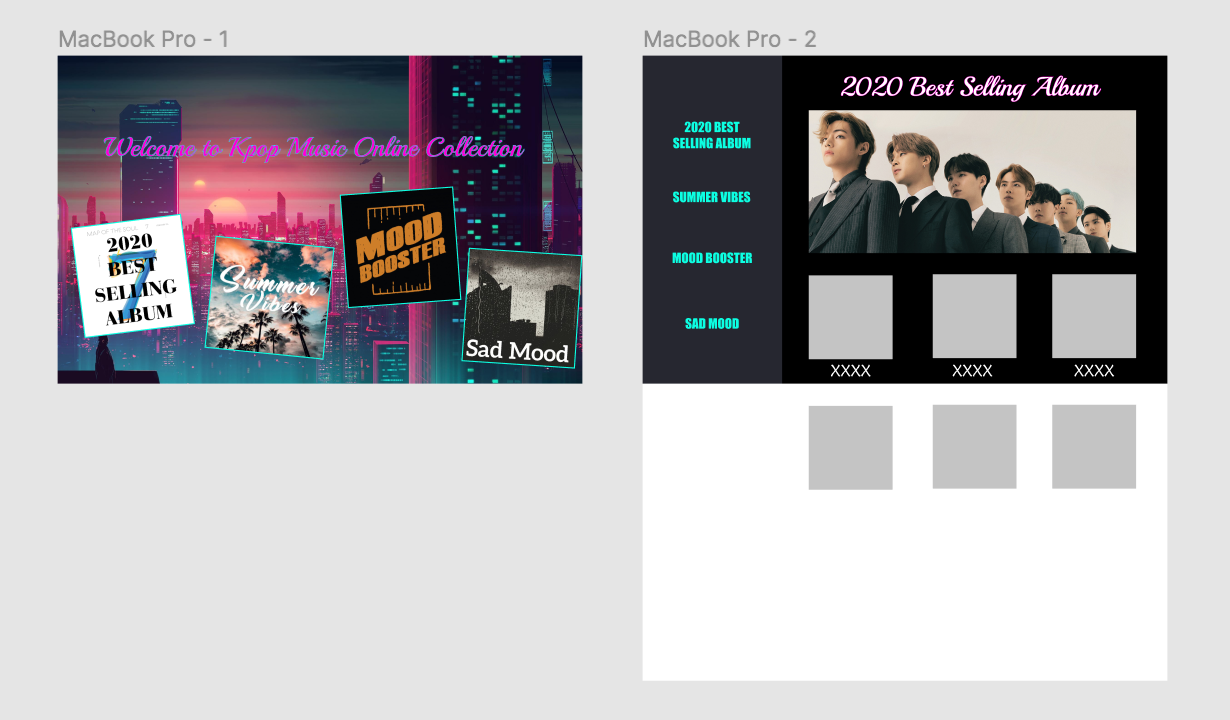 MacBook Pro - 1
Welcome to Kpop Music Online Collection
MAP OF THE SOUL : 7
2020
BEST
SELLING
ALBUM
Summer
Vibes
MOOD
BOOSTER
Sad Mood
MacBook Pro - 2
2020 BEST
SELLING ALBUM
SUMMER VIBES
MOOD BOOSTER
SAD MOOD
2020 Best Selling Album
XXXX XXXX XXXX